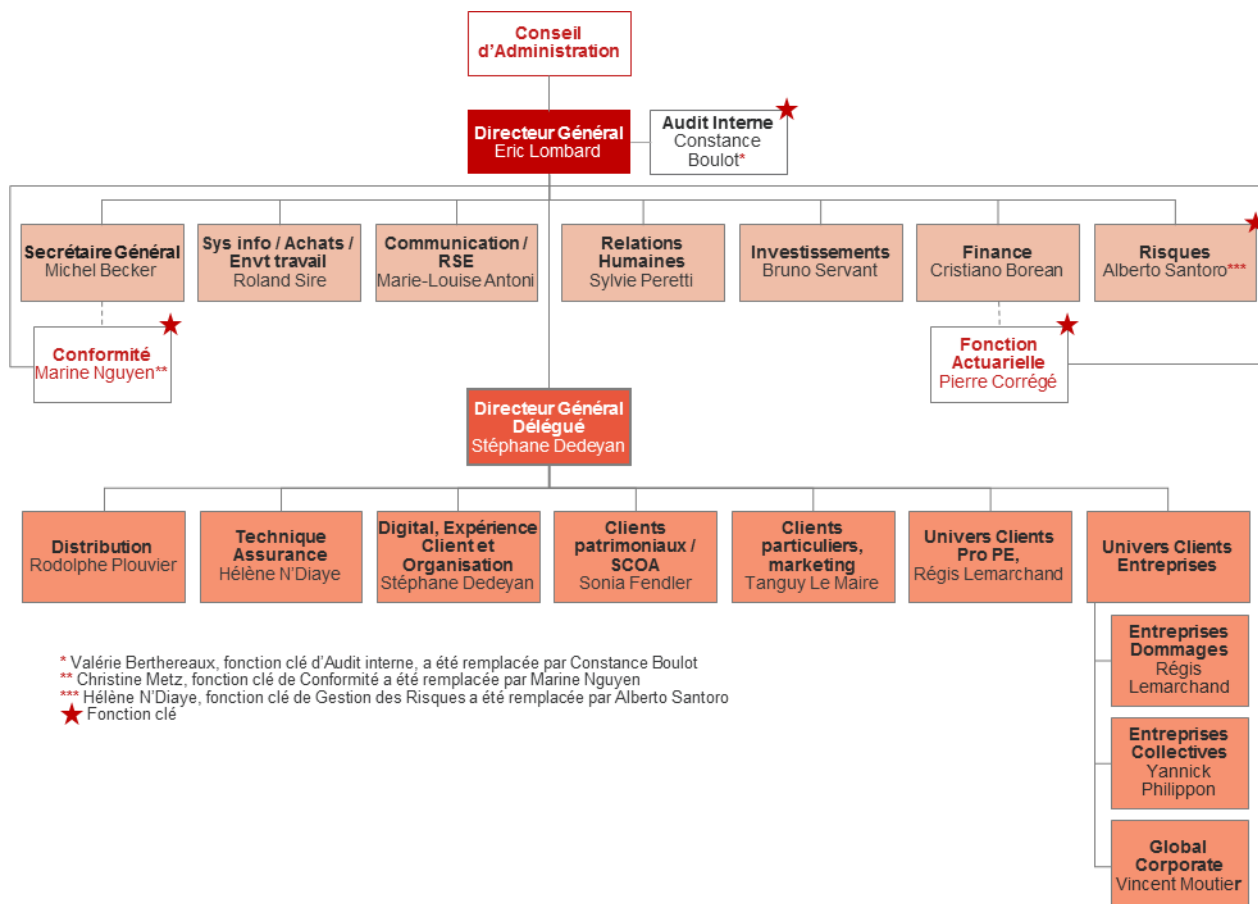 Conseil
d'Administration
Directeur Général
Eric Lombard
Audit Interne
Constance
Boulot*
Secrétaire Général
Michel Becker
Sys info / Achats /
Envt travail
Roland Sire
Communication /
RSE
Marie-Louise Antoni
Relations
Humaines
Sylvie Peretti
Investissements
Bruno Servant
Finance
Cristiano Borean
Risques
Alberto Santoro***
Conformité
Marine Nguyen**
Fonction
Actuarielle
Pierre Corrégé
Directeur Général
Délégué
Stéphane Dedeyan
Distribution
Rodolphe Plouvier
Technique
Assurance
Hélène N'Diaye
Digital, Expérience
Client et
Organisation
Stéphane Dedeyan
Clients
patrimoniaux /
SCOA
Sonia Fendler
Clients
particuliers,
marketing
Tanguy Le Maire
Univers Clients
Pro PE,
Régis Lemarchand
Univers Clients
Entreprises
Entreprises
Dommages
Régis
Lemarchand
Entreprises
Collectives
Yannick
Philippon
Global
Corporate
Vincent Moutier
* Valérie Berthereaux, fonction clé d'Audit interne, a été remplacée par Constance Boulot
** Christine Metz, fonction clé de Conformité a été remplacée par Marine Nguyen
*** Hélène N'Diaye, fonction clé de Gestion des Risques a été remplacée par Alberto Santoro
Fonction clé